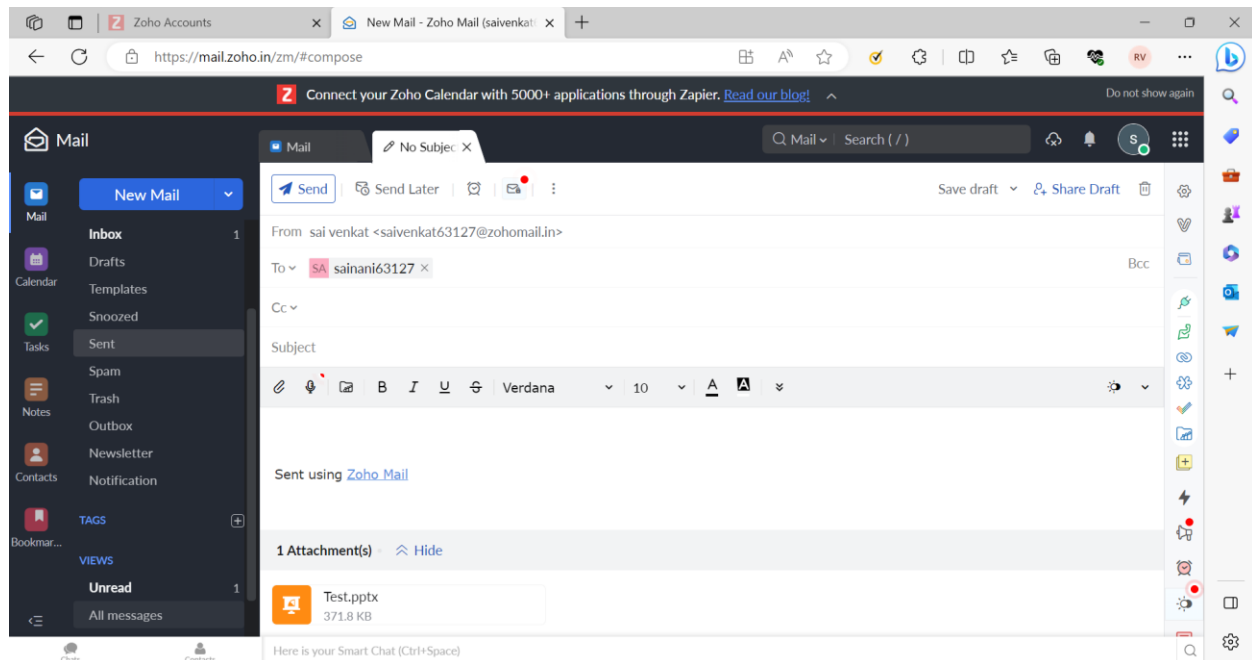 Zoho Accounts
New Mail - Zoho Mail (saivenkat
https://mail.zoho.in/zm/#compose
RV
Connect your Zoho Calendar with 5000+ applications through Zapier. Read our blog!
Do not show again
Mail
Mail
No Subjec
Mail
Search ( / )
S
New Mail
Send
Send Later
Save draft
Share Draft
Mail
Inbox 1
From sai venkat <saivenkat63127@zohomail.in>
Drafts
To SA sainani63127
Bcc
Calendar
Templates
Snoozed
Cc
Tasks
Sent
Subject
Spam
B I U S Verdana 10 A A
Notes
Trash
Outbox
Newsletter
Contacts
Notification
Sent using Zoho Mail
TAGS
Bookmar...
1 Attachment(s) Hide
VIEWS
Unread 1
Test.pptx
371.8 KB
All messages
Chats
Contacts
Here is your Smart Chat (Ctrl+Space)